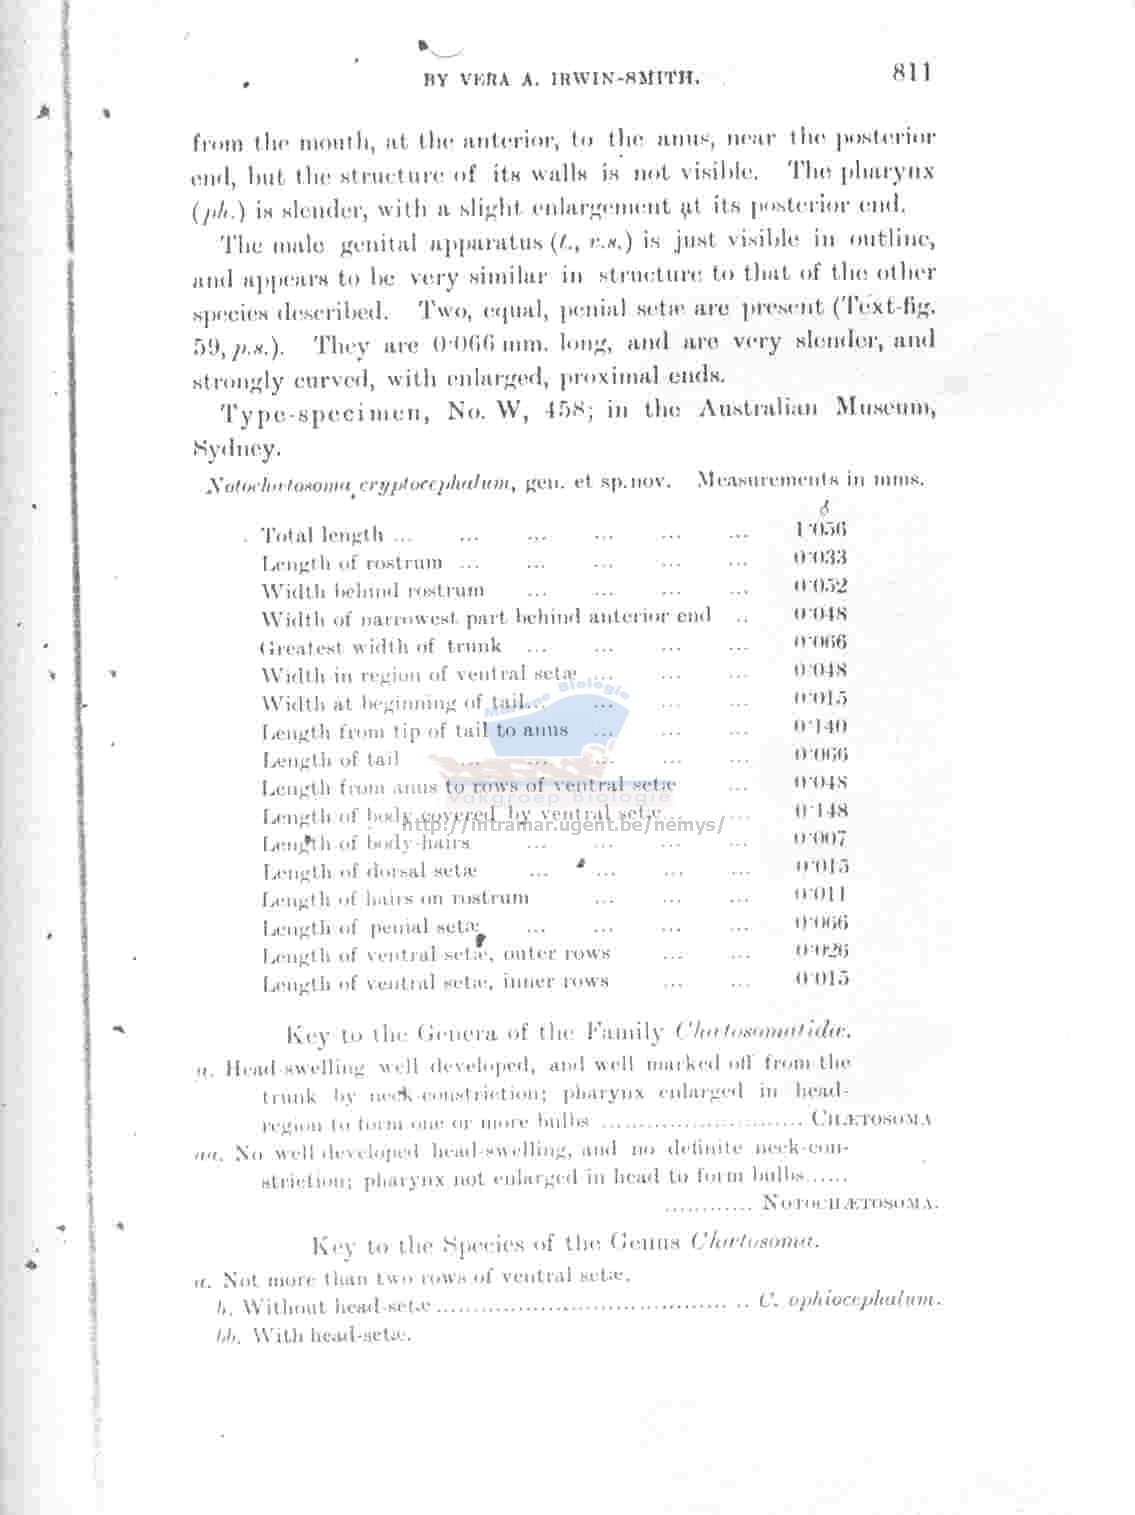 BY VERA A. IRWIN-SMITH. 811
from the mouth, at the anterior, to the anus, near the posterior
end, but the structure of its walls is not visible. The pharynx
(ph.) is slender, with a slight enlargement at its posterior end.
The male genital apparatus (t., v.s.) is just visible in outline,
and appears to be very similar in structure to that of the other
species described. Two, equal, penial setæ are present (Text-fig.
59, p.s.). They are 0·066 mm. long, and are very slender, and
strongly curved, with enlarged, proximal ends.
Type-specimen, No. W, 458; in the Australian Museum,
Sydney.
Notochætosoma cryptocephalum, gen. et sp.nov. Measurements in mms.
♂
Total length ... ... ... ... ... ... 1·056
Length of rostrum ... ... ... ... ... 0·033
Width behind rostrum ... ... ... ... 0·052
Width of narrowest part behind anterior end .. 0·048
Greatest width of trunk ... ... ... ... 0·066
Width in region of ventral setæ ... ... ... 0·048
Width at beginning of tail... ... ... ... 0·015
Length from tip of tail to anus ... ... ... 0·140
Length of tail ... ... ... ... ... 0·066
Length from anus to rows of ventral setæ ... 0·048
Length of body covered by ventral setæ... ... 0·148
Length of body-hairs ... ... ... ... 0·007
Length of dorsal setæ ... ... ... ... 0·015
Length of hairs on rostrum ... ... ... 0·011
Length of penial setæ ... ... ... ... 0·066
Length of ventral setæ, outer rows ... ... 0·026
Length of ventral setæ, inner rows ... ... 0·015
Marine Biologie
Vakgroep Biologie
http://intramar.ugent.be/nemys/
Key to the Genera of the Family Chætosomatidæ.
a. Head-swelling well developed, and well marked off from the
trunk by neck-constriction; pharynx enlarged in head-
region to form one or more bulbs ........................... CHÆTOSOMA
aa. No well developed head-swelling, and no definite neck-con-
striction; pharynx not enlarged in head to form bulbs......
............ NOTOCHÆTOSOMA.
Key to the Species of the Genus Chætosoma.
a. Not more than two rows of ventral setæ.
b. Without head-setæ ....................................... C. ophiocephalum.
bb. With head-setæ.